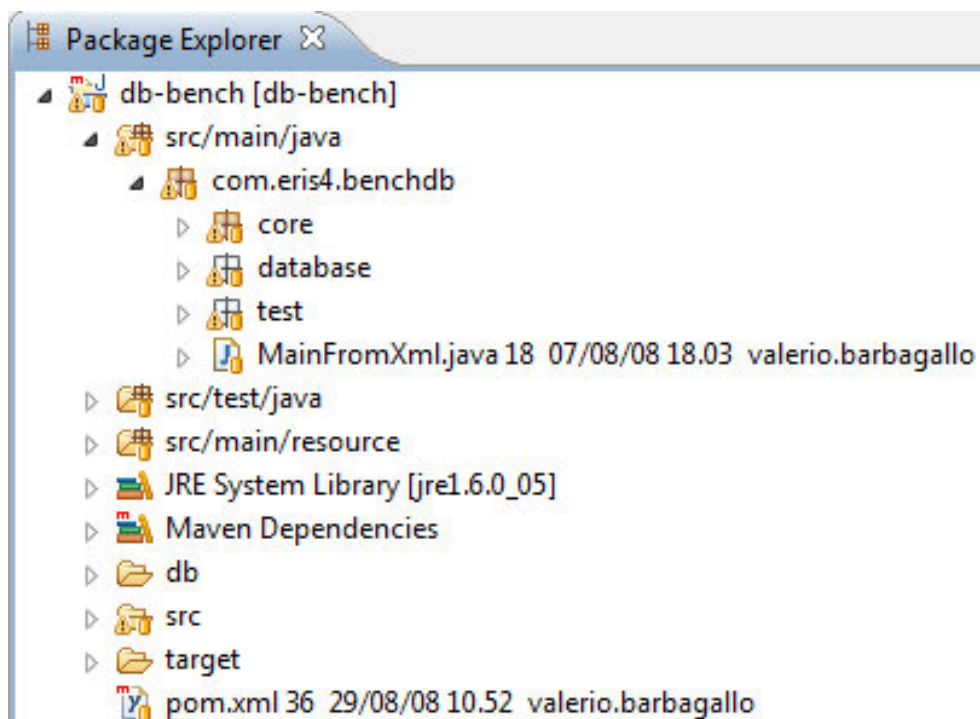 Package Explorer
db-bench [db-bench]
src/main/java
com.eris4.benchdb
core
database
test
MainFromXml.java 18 07/08/08 18.03 valerio.barbagallo
src/test/java
src/main/resource
JRE System Library [jre1.6.0_05]
Maven Dependencies
db
src
target
pom.xml 36 29/08/08 10.52 valerio.barbagallo